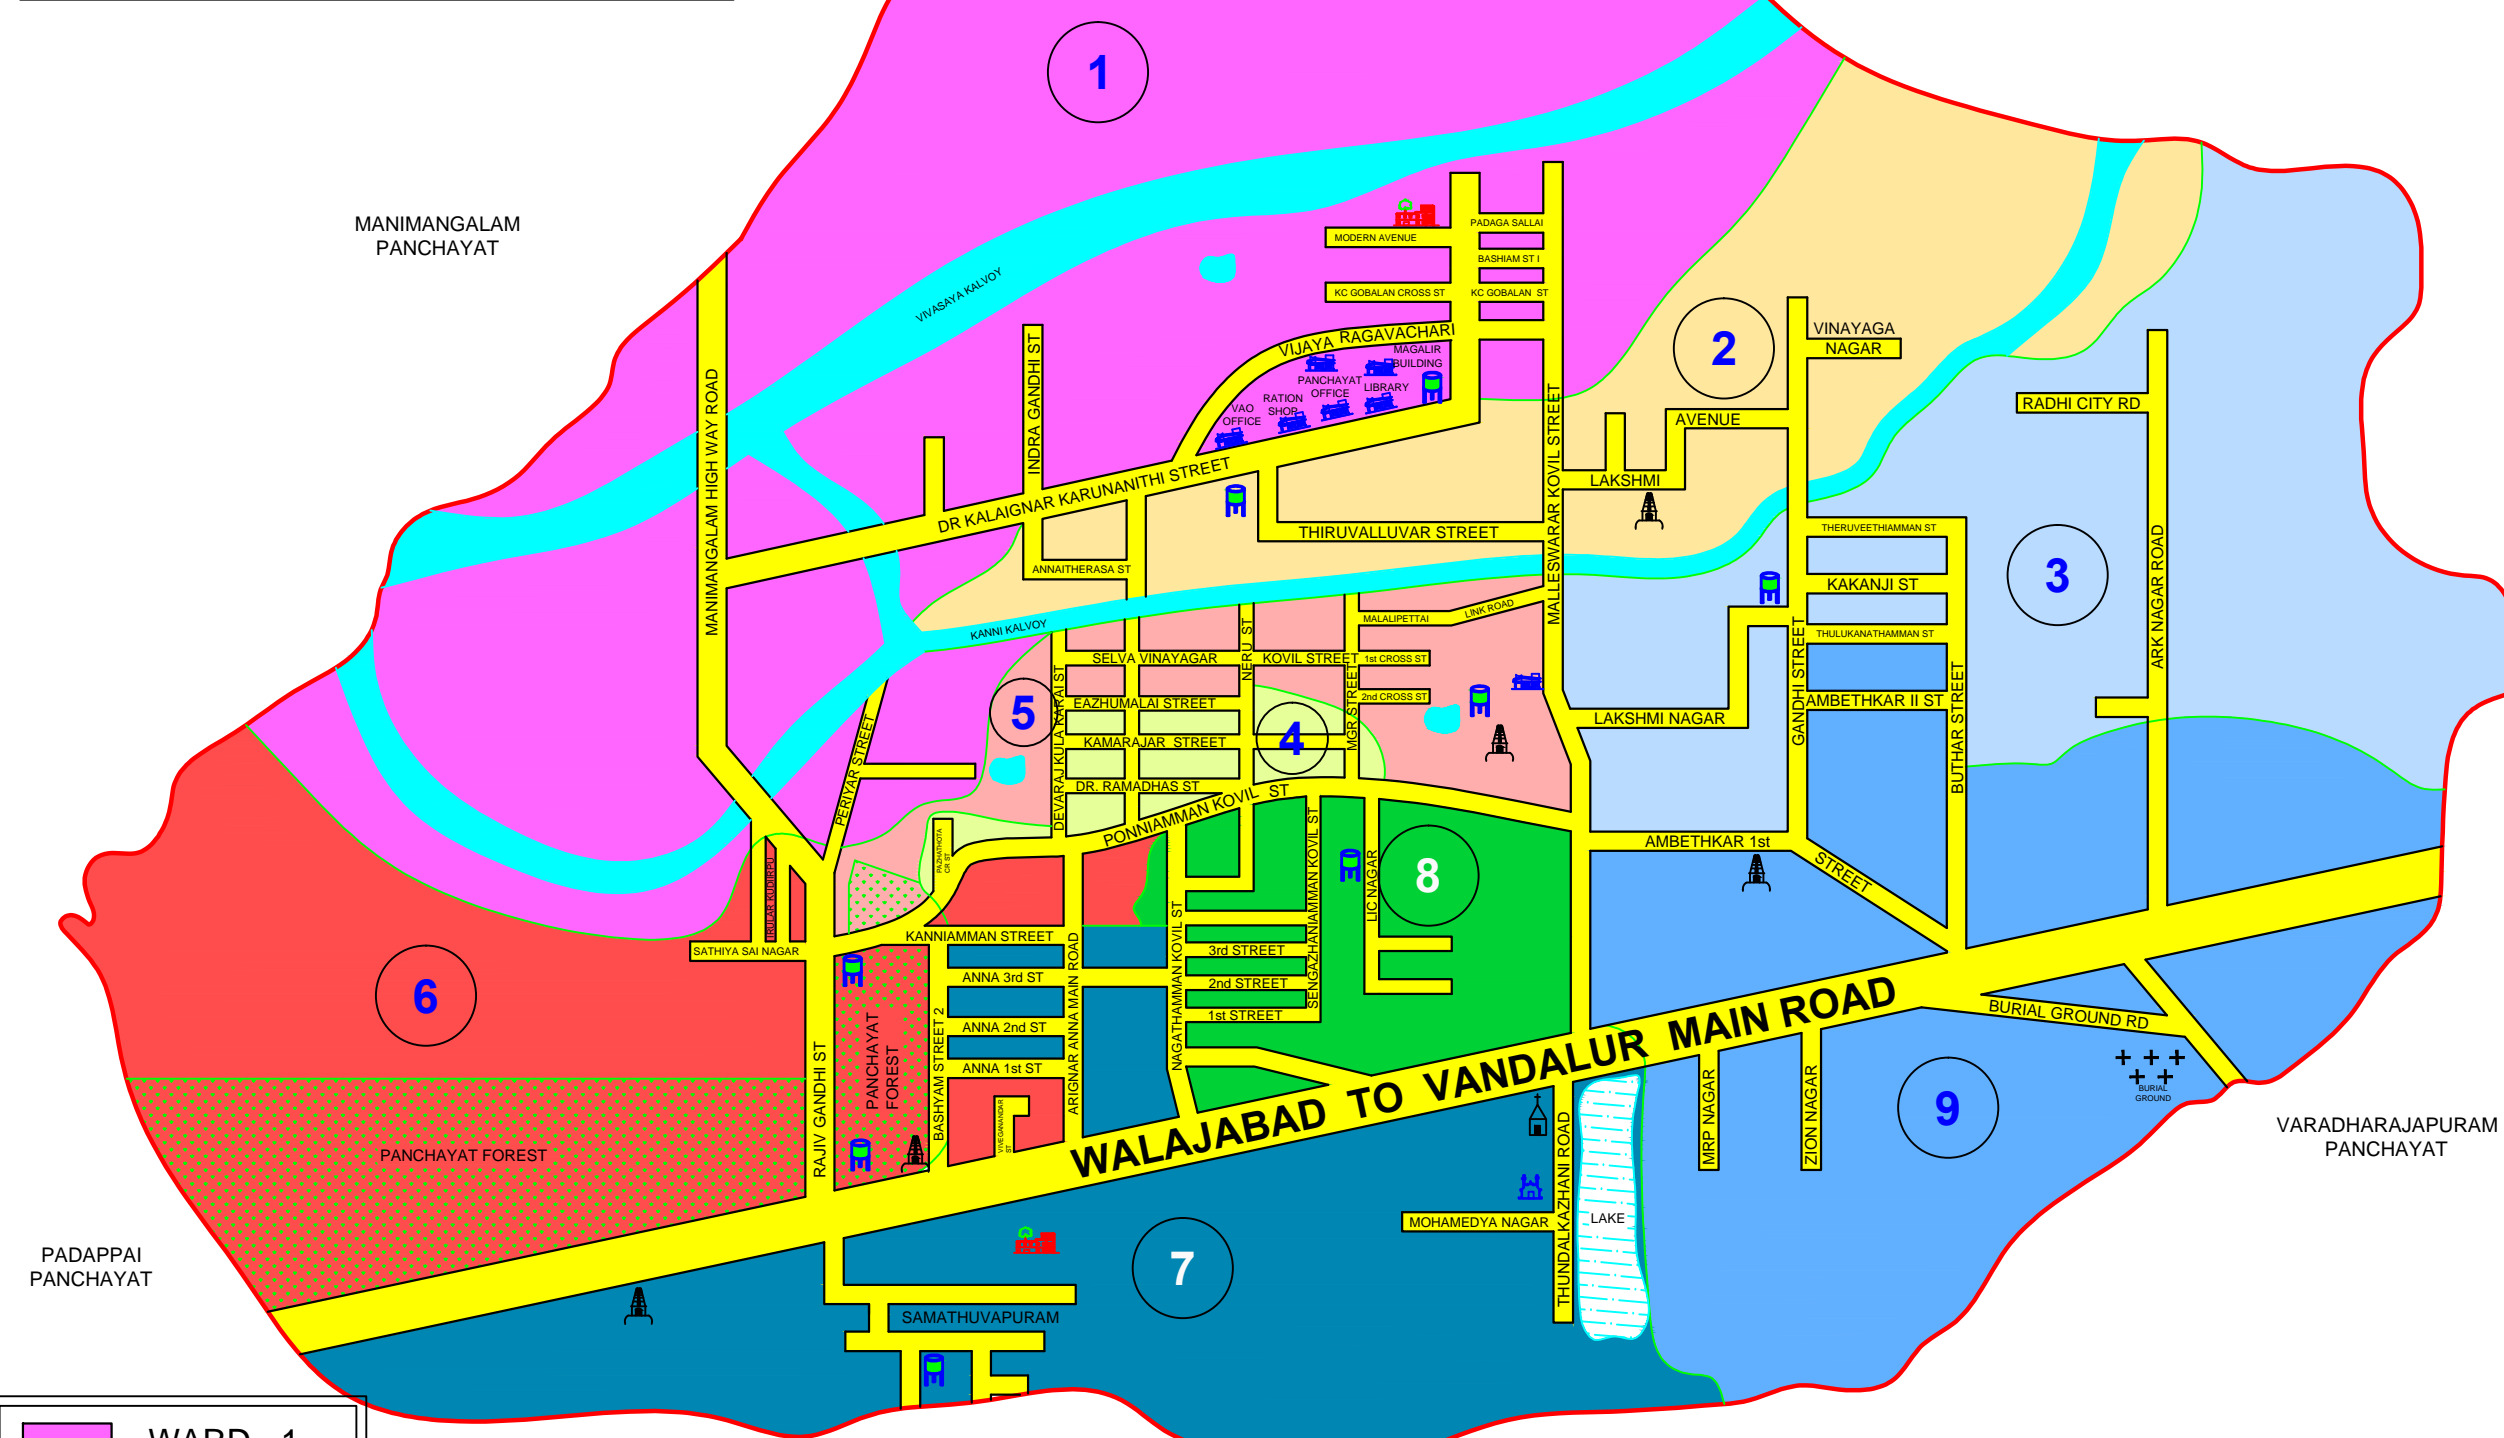 1
MANIMANGALAM
PANCHAYAT
VIVASAYA KALVOY
MODERN AVENUE
PADAGA SALLAI
BASHIAM ST I
KC GOBALAN CROSS ST
KC GOBALAN ST
VIJAYA RAGAVACHARI
MAGALIR
BUILDING
PANCHAYAT
OFFICE
LIBRARY
RATION
SHOP
VAO
OFFICE
2
VINAYAGA
NAGAR
RADHI CITY RD
AVENUE
LAKSHMI
MANIMANGALAM HIGH WAY ROAD
INDRA GANDHI ST
DR KALAIGNAR KARUNANITHI STREET
THIRUVALLUVAR STREET
MALLESWARAR KOVIL STREET
ANNAITHERASA ST
THERUVEETHIAMMAN ST
KAKANJI ST
THULUKANATHAMMAN ST
AMBETHKAR II ST
3
ARK NAGAR ROAD
KANNI KALVOY
MALALIPETTAI
LINK ROAD
NERU ST
SELVA VINAYAGAR
KOVIL STREET
1st CROSS ST
2nd CROSS ST
MGR STREET
5
DEVARAJ KULA KARAI ST
EAZHUMALAI STREET
KAMARAJAR STREET
4
DR. RAMADHAS ST
PONNIAMMAN KOVIL ST
LAKSHMI NAGAR
GANDHI STREET
BUTHAR STREET
PERIYAR STREET
PAZHATHOTA
CR ST
AMBETHKAR 1st
STREET
IRULAR KUDIIRPU
SATHIYA SAI NAGAR
KANNIAMMAN STREET
ANNA 3rd ST
ANNA 2nd ST
ANNA 1st ST
ARIGNAR ANNA MAIN ROAD
NAGATHAMMAN KOVIL ST
3rd STREET
2nd STREET
1st STREET
SENGAZHANIAMMAN KOVIL ST
LIC NAGAR
8
6
RAJIV GANDHI ST
PANCHAYAT
FOREST
BASHYAM STREET 2
VIVEGANANDAR
ST
PANCHAYAT FOREST
WALAJABAD TO VANDALUR MAIN ROAD
BURIAL GROUND RD
BURIAL
GROUND
MRP NAGAR
ZION NAGAR
9
VARADHARAJAPURAM
PANCHAYAT
THUNDALKAZHANI ROAD
MOHAMEDYA NAGAR
LAKE
7
PADAPPAI
PANCHAYAT
SAMATHUVAPURAM
WARD - 1